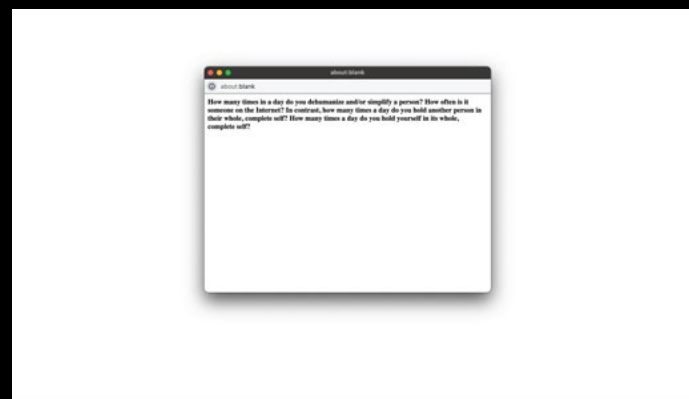 about:blank
about:blank
How many times in a day do you dehumanize and/or simplify a person? How often is it
someone on the Internet? In contrast, how many times a day do you hold another person in
their whole, complete self? How many times a day do you hold yourself in its whole,
complete self?